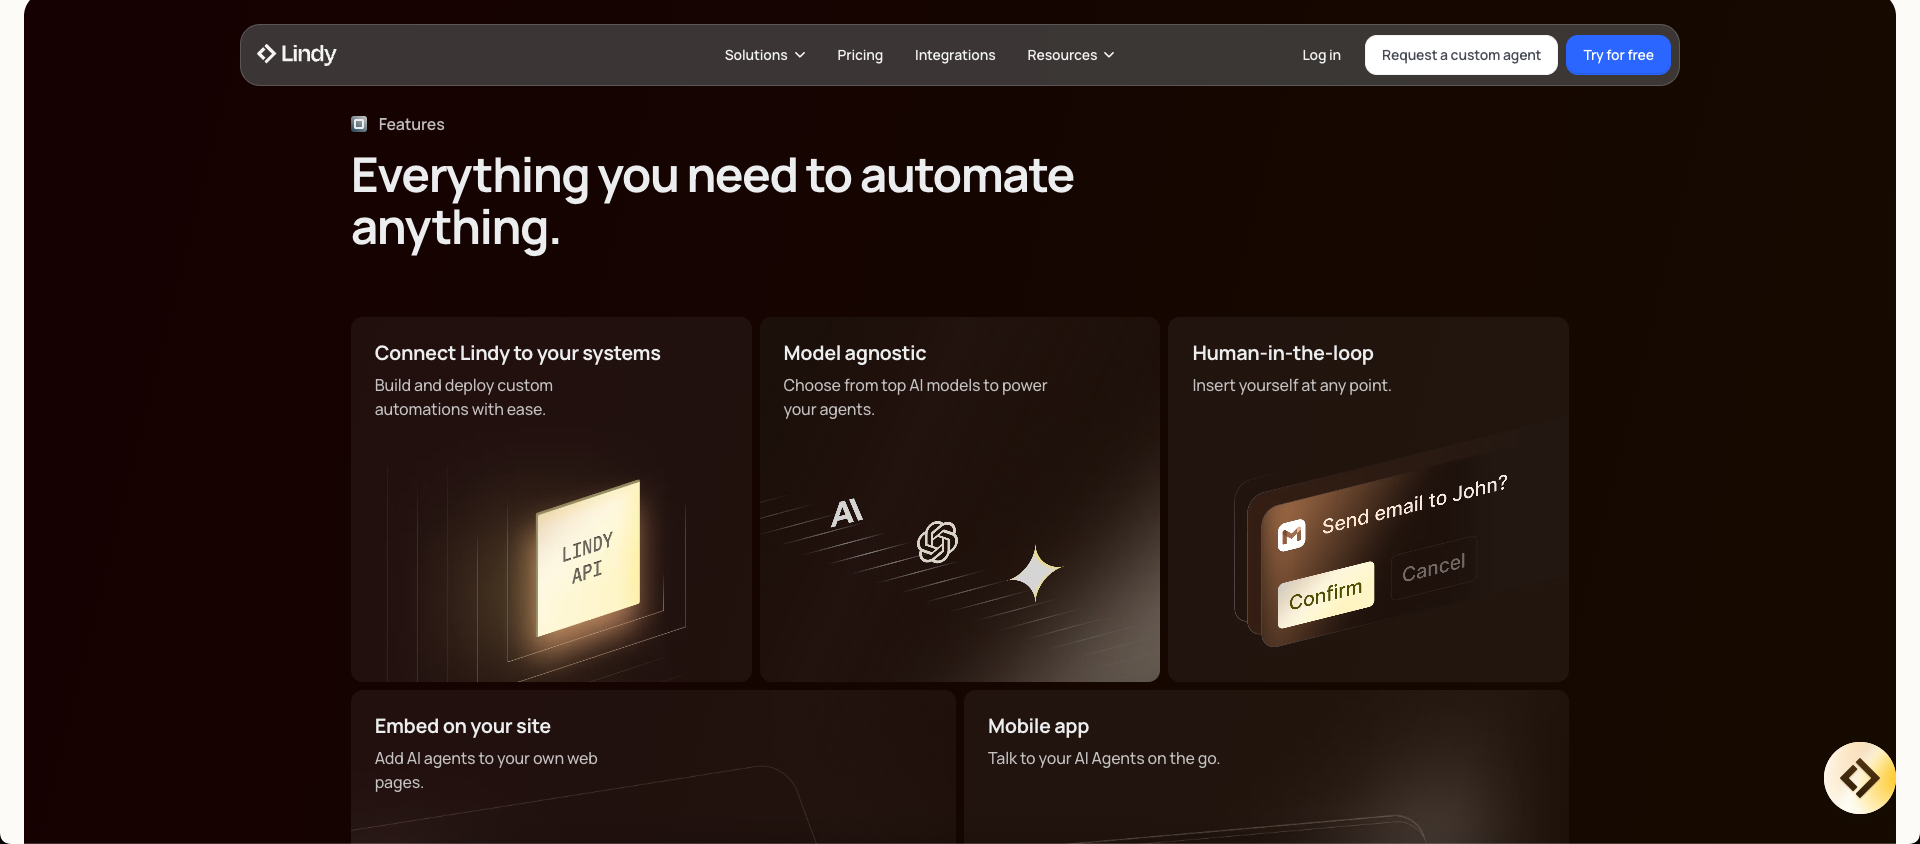 Lindy
Solutions
Pricing
Integrations
Resources
Log in
Request a custom agent
Try for free
Features
Everything you need to automate
anything.
Connect Lindy to your systems
Build and deploy custom
automations with ease.
LINDY
API
Model agnostic
Choose from top AI models to power
your agents.
AI
Human-in-the-loop
Insert yourself at any point.
Send email to John?
Confirm
Cancel
Embed on your site
Add AI agents to your own web
pages.
Mobile app
Talk to your AI Agents on the go.